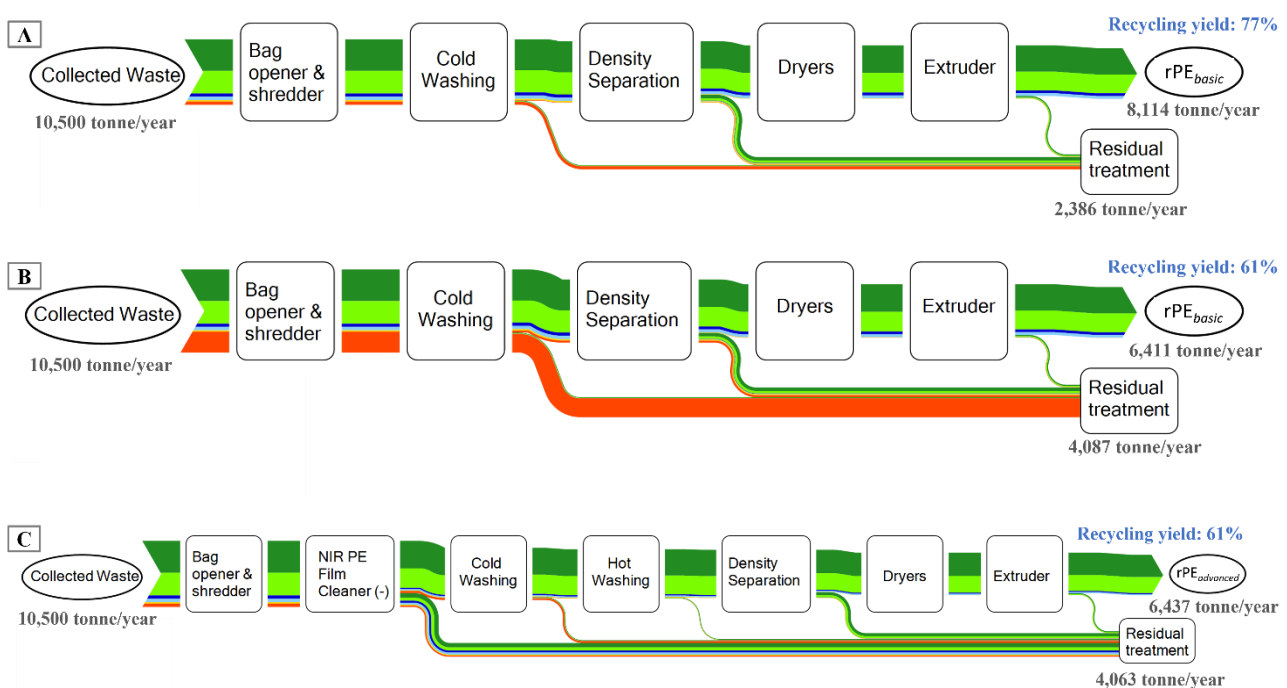 A
Recycling yield: 77%
Collected Waste
10,500 tonne/year
Bag
opener &
shredder
Cold
Washing
Density
Separation
Dryers
Extruder
rPEbasic
8,114 tonne/year
Residual
treatment
2,386 tonne/year
B
Recycling yield: 61%
Collected Waste
10,500 tonne/year
Bag
opener &
shredder
Cold
Washing
Density
Separation
Dryers
Extruder
rPEbasic
6,411 tonne/year
Residual
treatment
4,087 tonne/year
C
Recycling yield: 61%
Collected Waste
10,500 tonne/year
Bag
opener &
shredder
NIR PE
Film
Cleaner (-)
Cold
Washing
Hot
Washing
Density
Separation
Dryers
Extruder
rPEadvanced
6,437 tonne/year
Residual
treatment
4,063 tonne/year